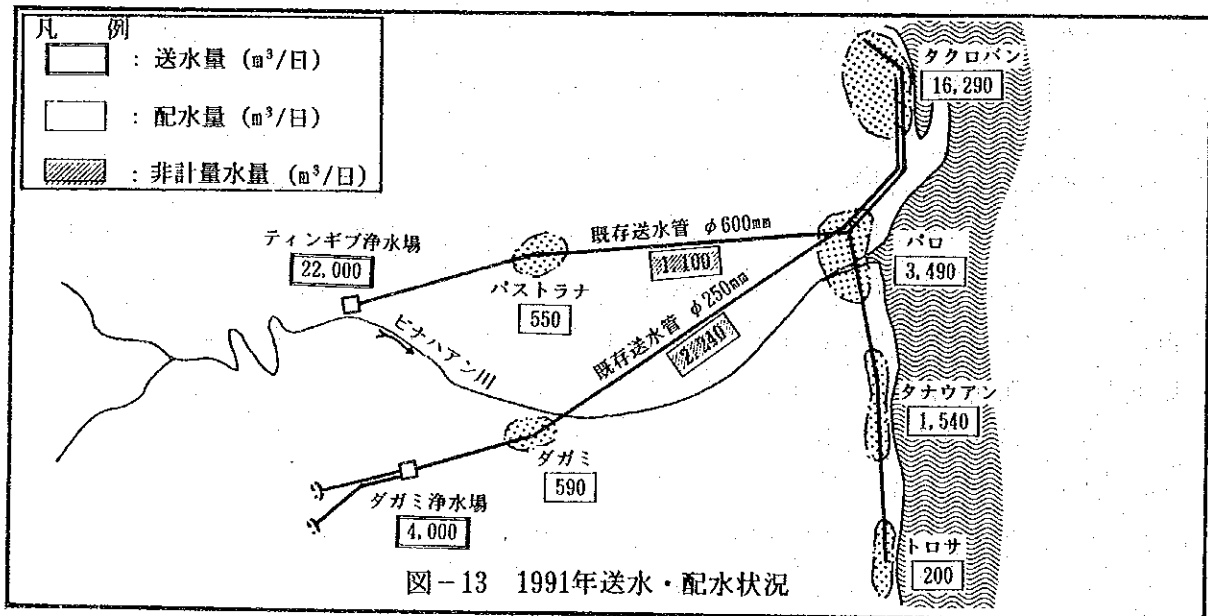 凡　例
：送水量 (m³/日)
：配水量 (m³/日)
：非計量水量 (m³/日)
タクロバン
16,290
ティンギブ浄水場
22,000
既存送水管 φ600mm
1,100
パロ
3,490
パストラナ
550
既存送水管 φ250mm
2,240
ビナハアン川
タナウアン
1,540
ダガミ
590
ダガミ浄水場
4,000
トロサ
200
図－13　1991年送水・配水状況